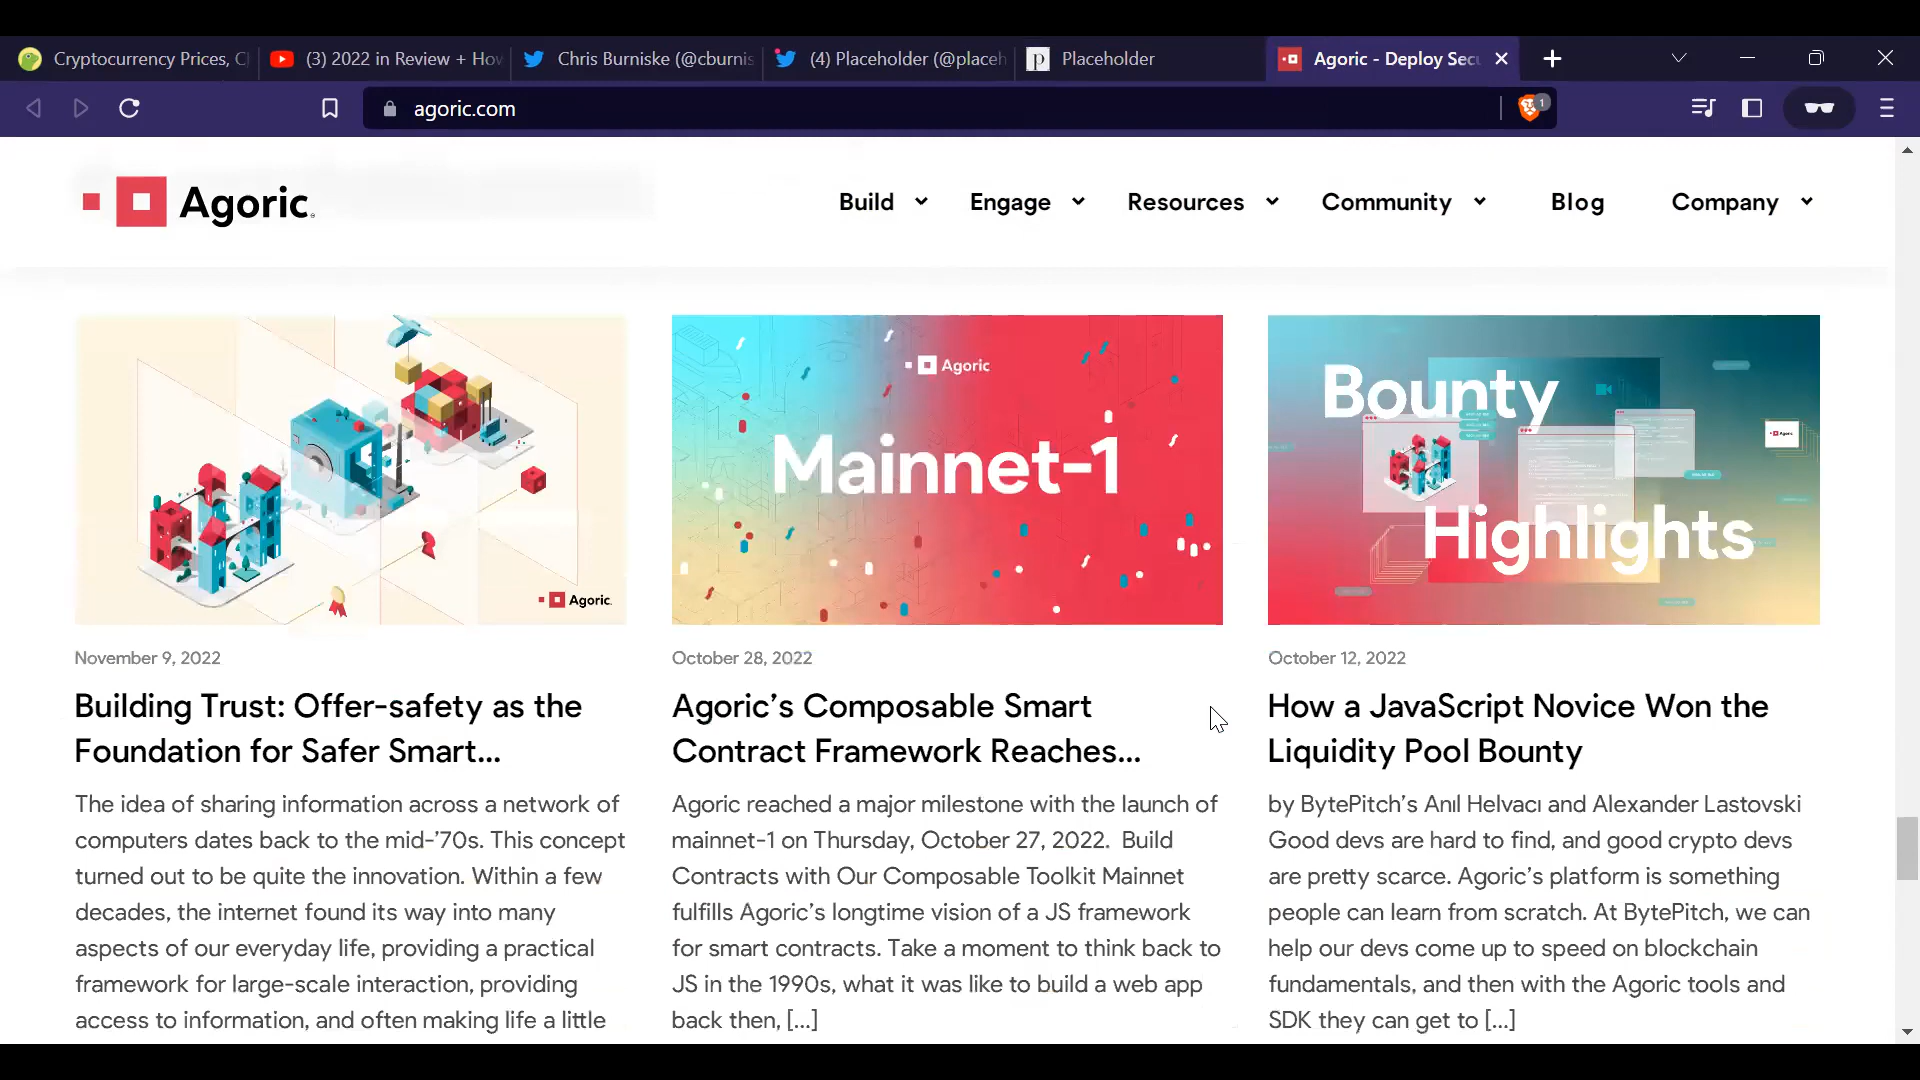 Cryptocurrency Prices, C
(3) 2022 in Review + How
Chris Burniske (@cburnis
(4) Placeholder (@placeh
Placeholder
Agoric - Deploy Secu
agoric.com
1
Agoric
Build
Engage
Resources
Community
Blog
Company
Agoric.
Agoric
Mainnet-1
Bounty
Highlights
November 9, 2022
Building Trust: Offer-safety as the
Foundation for Safer Smart...
The idea of sharing information across a network of
computers dates back to the mid-’70s. This concept
turned out to be quite the innovation. Within a few
decades, the internet found its way into many
aspects of our everyday life, providing a practical
framework for large-scale interaction, providing
access to information, and often making life a little
October 28, 2022
Agoric’s Composable Smart
Contract Framework Reaches...
Agoric reached a major milestone with the launch of
mainnet-1 on Thursday, October 27, 2022. Build
Contracts with Our Composable Toolkit Mainnet
fulfills Agoric’s longtime vision of a JS framework
for smart contracts. Take a moment to think back to
JS in the 1990s, what it was like to build a web app
back then, [...]
October 12, 2022
How a JavaScript Novice Won the
Liquidity Pool Bounty
by BytePitch’s Anıl Helvacı and Alexander Lastovski
Good devs are hard to find, and good crypto devs
are pretty scarce. Agoric’s platform is something
people can learn from scratch. At BytePitch, we can
help our devs come up to speed on blockchain
fundamentals, and then with the Agoric tools and
SDK they can get to [...]